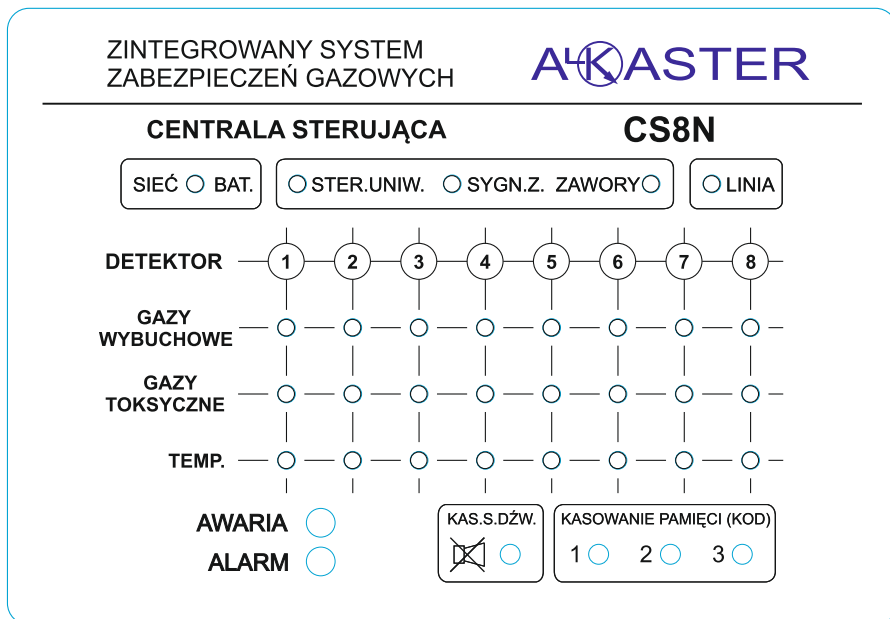 ZINTEGROWANY SYSTEM
ZABEZPIECZEŃ GAZOWYCH
ALKASTER
CENTRALA STERUJĄCA CS8N
SIEĆ BAT. STER.UNIW. SYGN.Z. ZAWORY LINIA
DETEKTOR 1 2 3 4 5 6 7 8
GAZY
WYBUCHOWE
GAZY
TOKSYCZNE
TEMP.
AWARIA
ALARM
KAS.S.DŹW.
KASOWANIE PAMIĘCI (KOD)
1 2 3